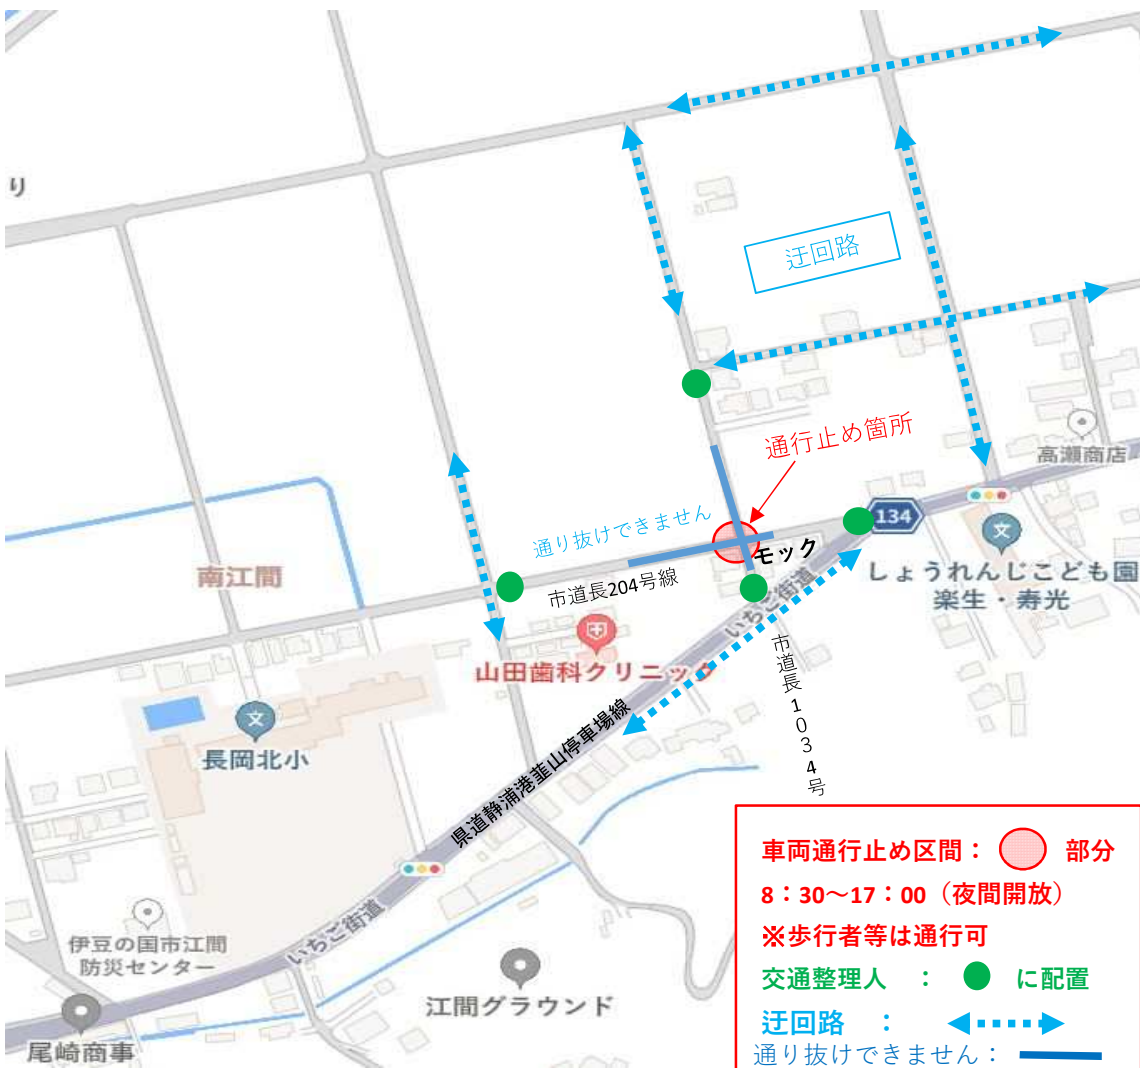 り
迂回路
通行止め箇所
高瀬商店
134
通り抜けできません
モック
南江間
市道長204号線
しょうれんじこども園
楽生・寿光
いちご街道
山田歯科クリニック
市道長1034号
長岡北小
県道静浦港韮山停車場線
いちご街道
伊豆の国市江間
防災センター
江間グラウンド
尾崎商事
車両通行止め区間： 部分
8：30～17：00（夜間開放）
※歩行者等は通行可
交通整理人 ： に配置
迂回路 ：
通り抜けできません：